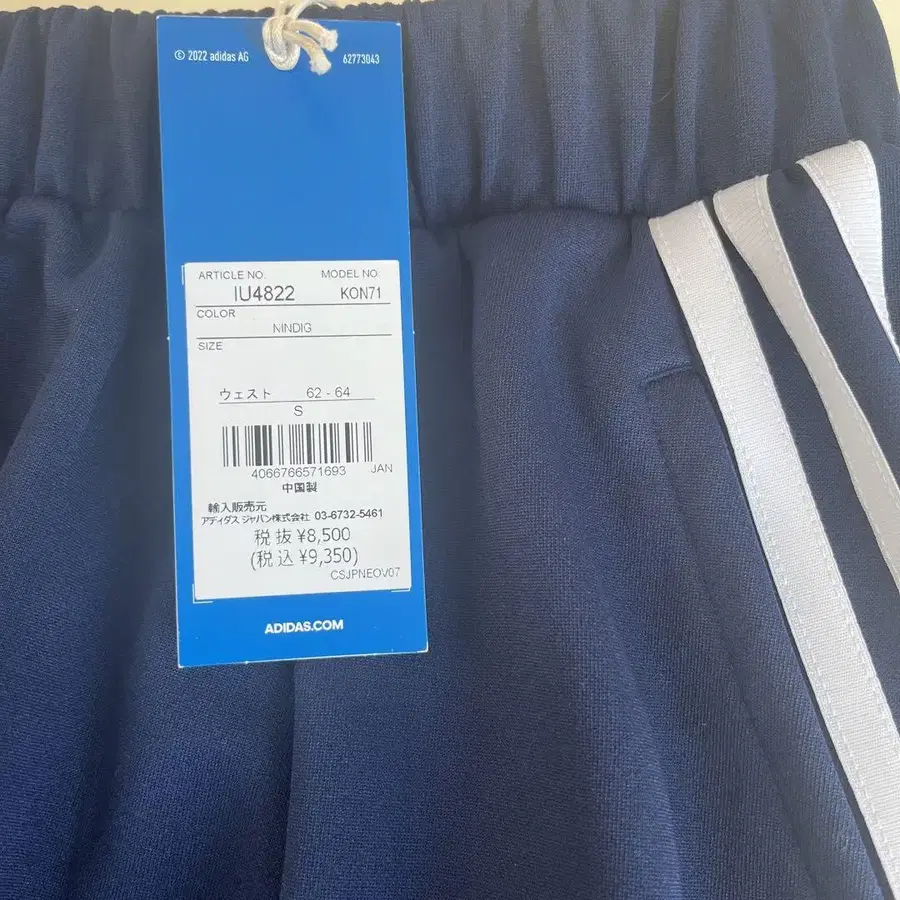 © 2022 adidas AG 62773043
ARTICLE NO. MODEL NO.
IU4822 KON71
COLOR
NINDIG
SIZE
ウェスト 62 - 64
S
4066766571693 JAN
中国製
輸入販売元
アディダス ジャパン株式会社 03-6732-5461
税抜 ¥8,500
(税込 ¥9,350)
CSJPNEOV07
ADIDAS.COM